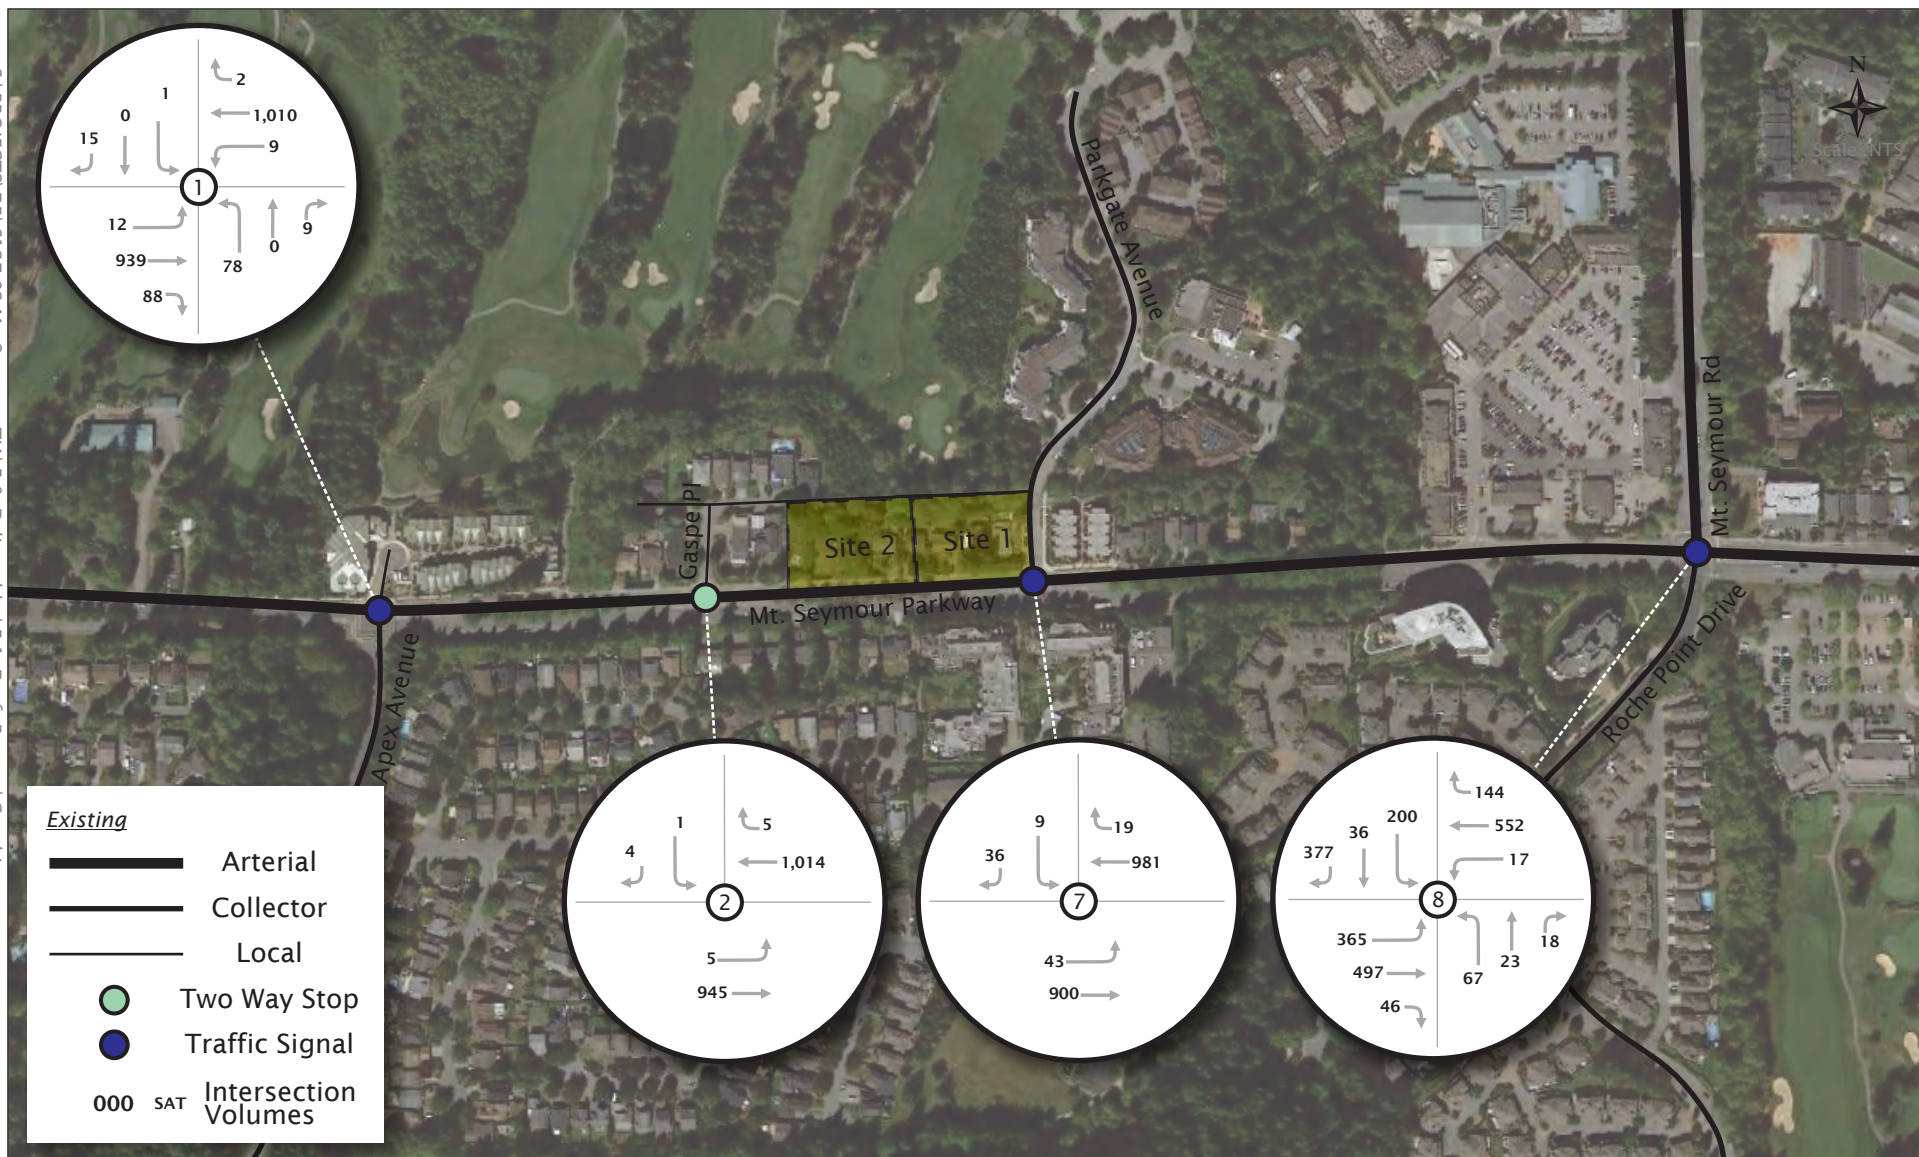 2
1,010
9
1
0
15
1
12
939
88
78
0
9
N
Scale: NTS
Parkgate Avenue
Mt. Seymour Rd
Gaspe Pl
Site 2
Site 1
Mt. Seymour Parkway
Apex Avenue
Roche Point Drive
5
1,014
1
4
2
5
945
19
981
9
36
7
43
900
144
552
17
200
36
377
8
365
497
46
67
23
18
Existing
Arterial
Collector
Local
Two Way Stop
Traffic Signal
000 SAT Intersection
Volumes